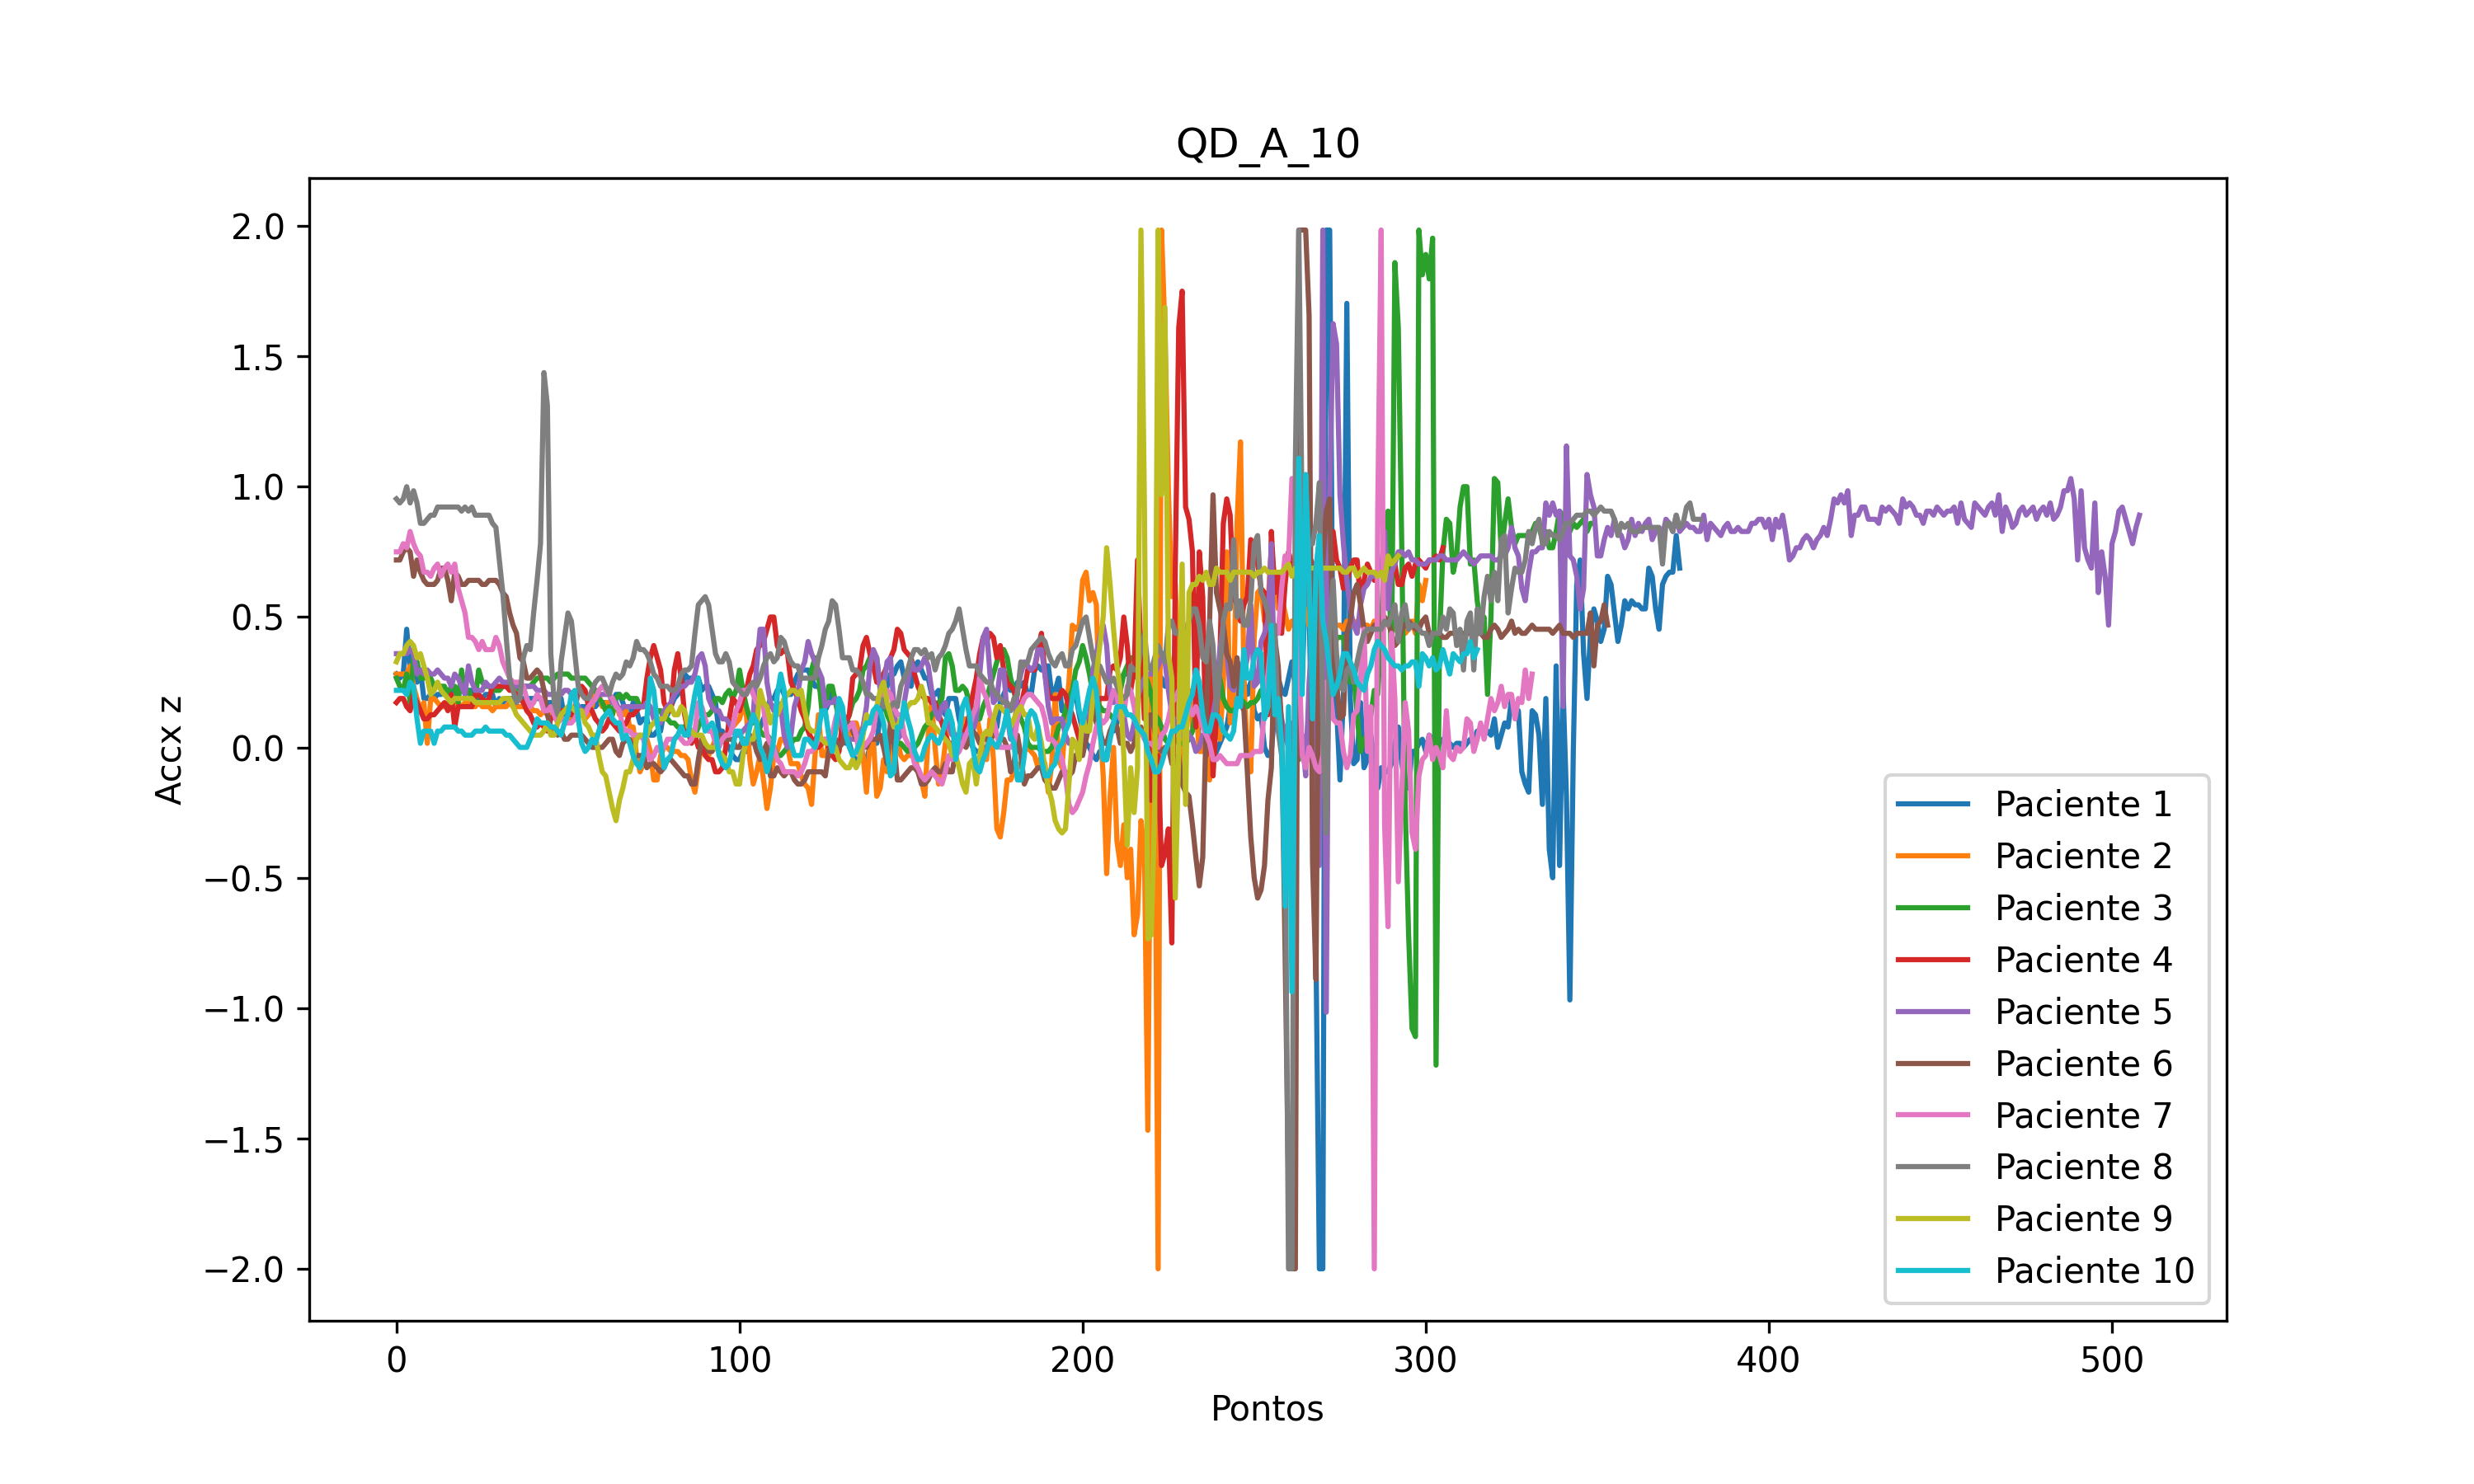 QD_A_10
Accx z
2.0
1.5
1.0
0.5
0.0
−0.5
−1.0
−1.5
−2.0
0 100 200 300 400 500
Pontos
Paciente 1
Paciente 2
Paciente 3
Paciente 4
Paciente 5
Paciente 6
Paciente 7
Paciente 8
Paciente 9
Paciente 10